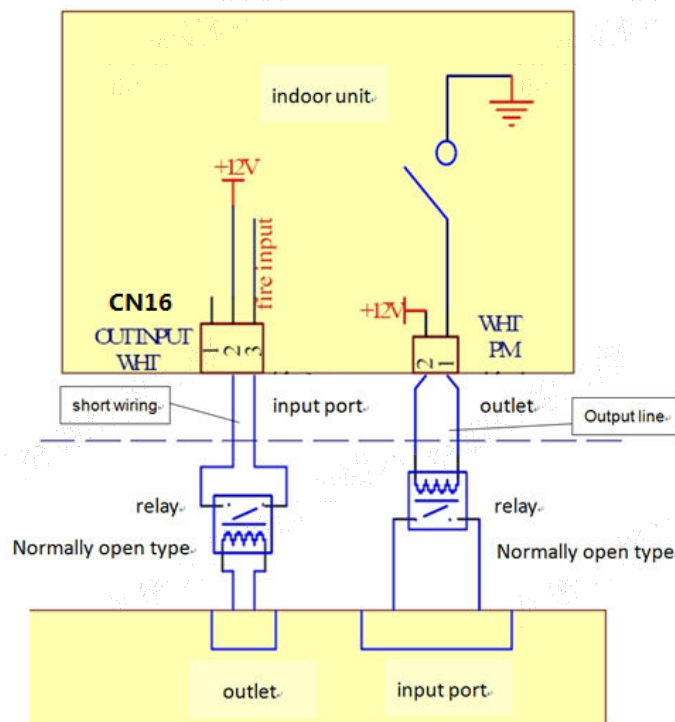 indoor unit
+12V
fire input
CN16
OUTINPUT
WHT
1
2
3
+12V
WHT
PM
2
1
short wiring
input port
outlet
Output line
relay
Normally open type
relay
Normally open type
outlet
input port